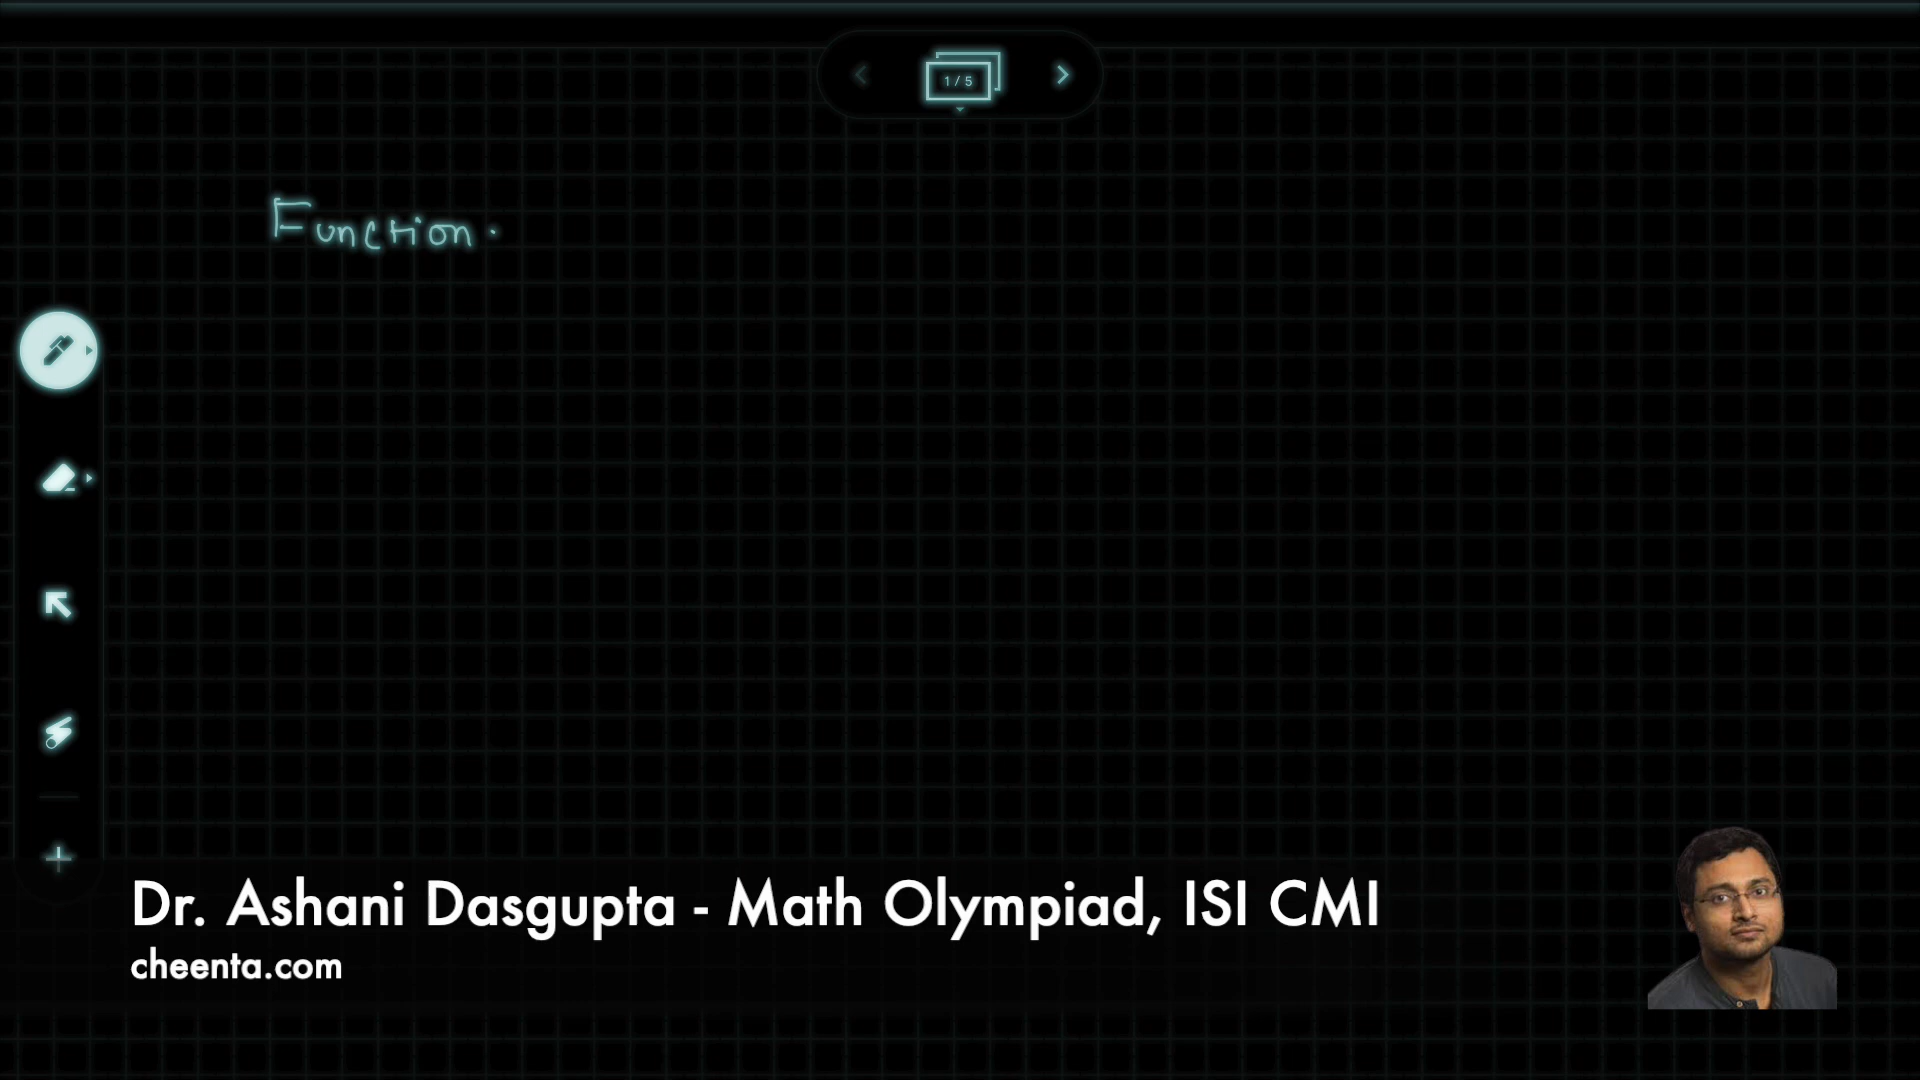 1 / 5
Function.
Dr. Ashani Dasgupta - Math Olympiad, ISI CMI
cheenta.com